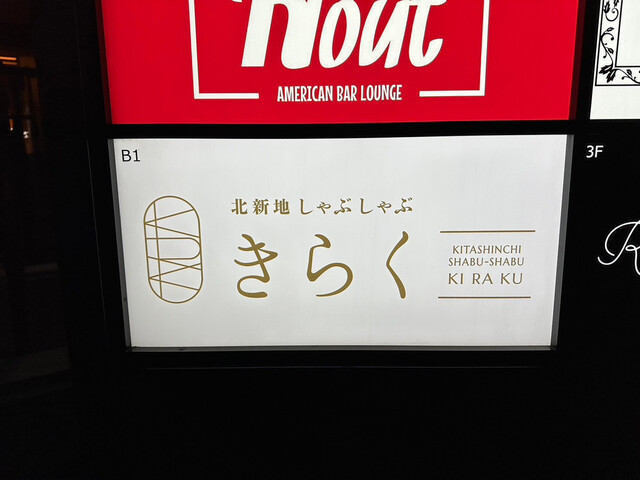 Nout
AMERICAN BAR LOUNGE
B1
北新地 しゃぶしゃぶ
きらく
KITASHINCHI
SHABU-SHABU
KI RA KU
3F